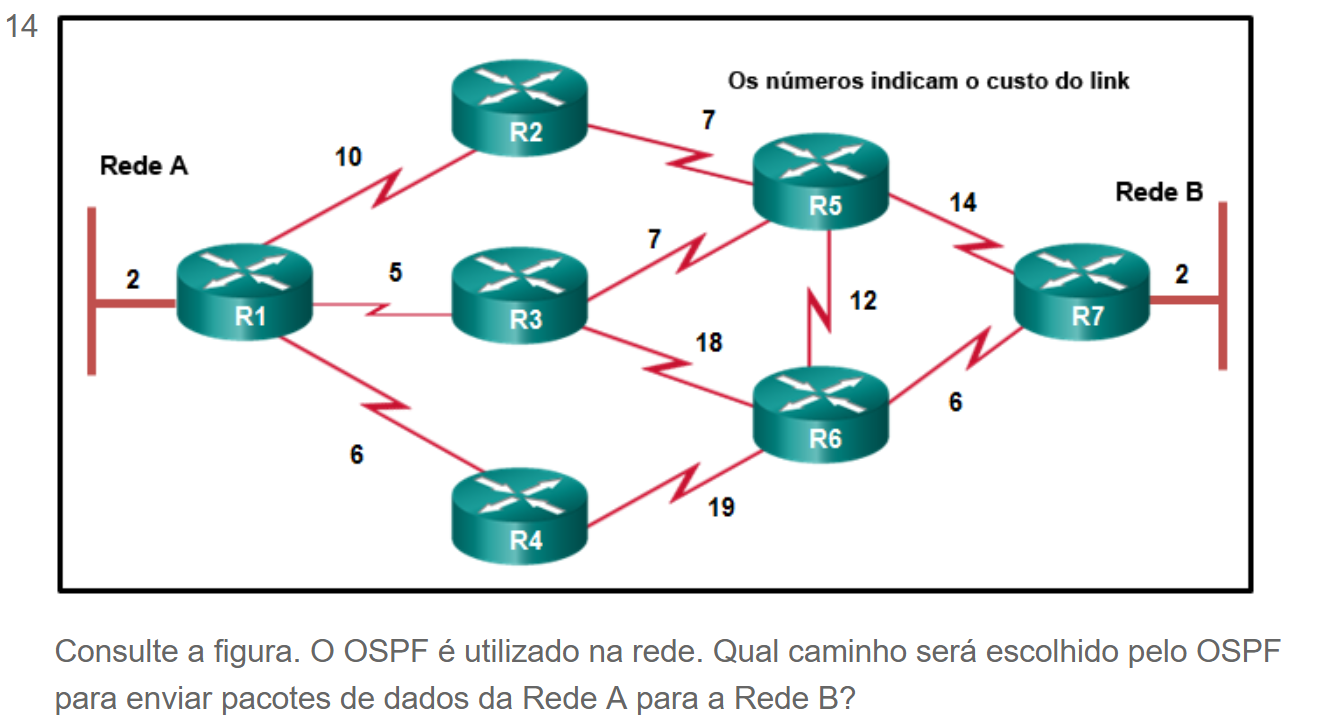 14
Os números indicam o custo do link
R2
7
10
Rede A
R5
14
Rede B
7
2
5
R1
R3
12
R7
2
18
6
R6
6
19
R4
Consulte a figura. O OSPF é utilizado na rede. Qual caminho será escolhido pelo OSPF
para enviar pacotes de dados da Rede A para a Rede B?